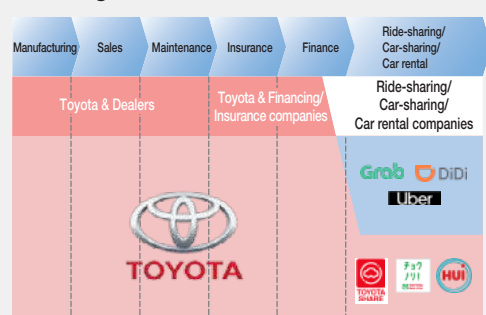 Manufacturing
Sales
Maintenance
Insurance
Finance
Ride-sharing/
Car-sharing/
Car rental
Toyota & Dealers
Toyota & Financing/
Insurance companies
Ride-sharing/
Car-sharing/
Car rental companies
Grab
DiDi
Uber
TOYOTA
TOYOTA
SHARE
チョク
ノリ!
HUI